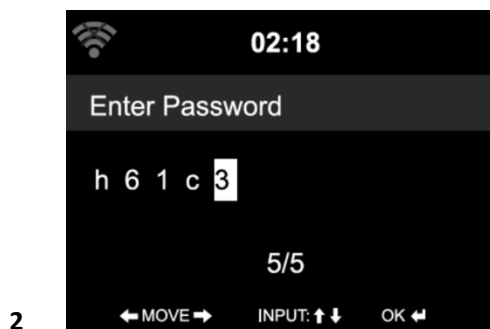 02:18
Enter Password
h 6 1 c 3
5/5
2 ⬅ MOVE ➡ INPUT: ⬆ ⬇ OK ↵